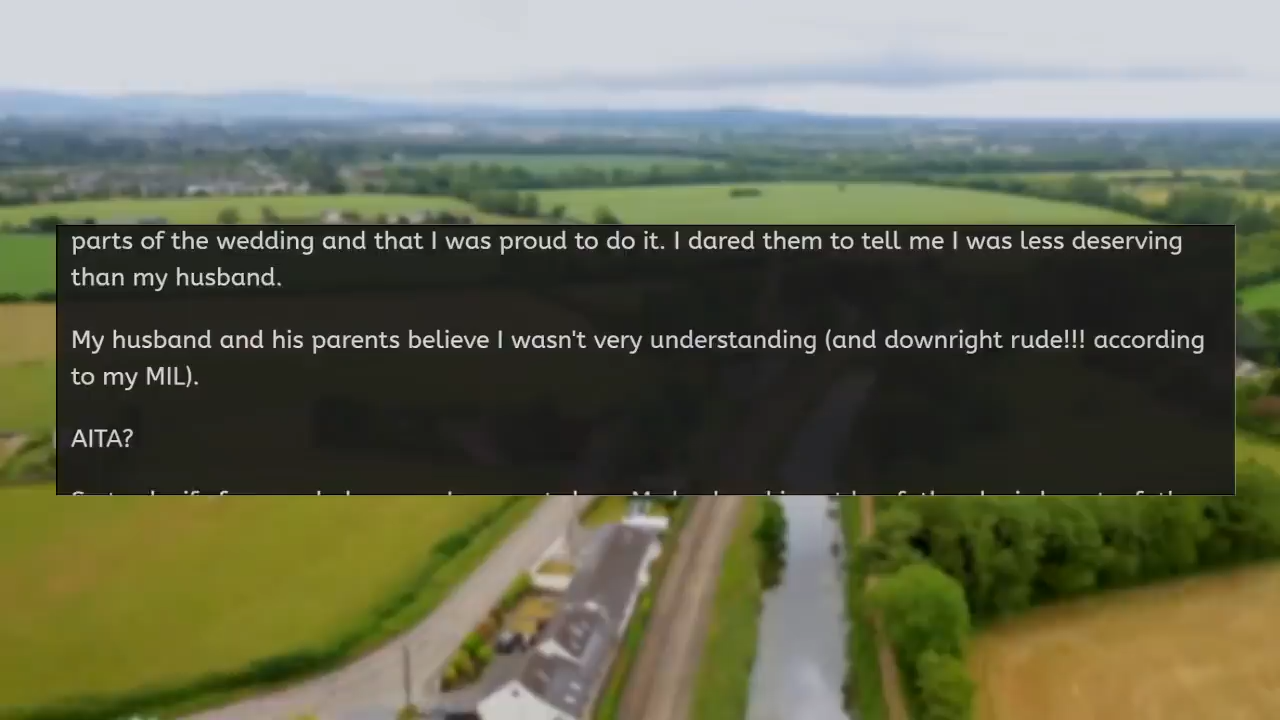 parts of the wedding and that I was proud to do it. I dared them to tell me I was less deserving
than my husband.
My husband and his parents believe I wasn't very understanding (and downright rude!!! according
to my MIL).
AITA?